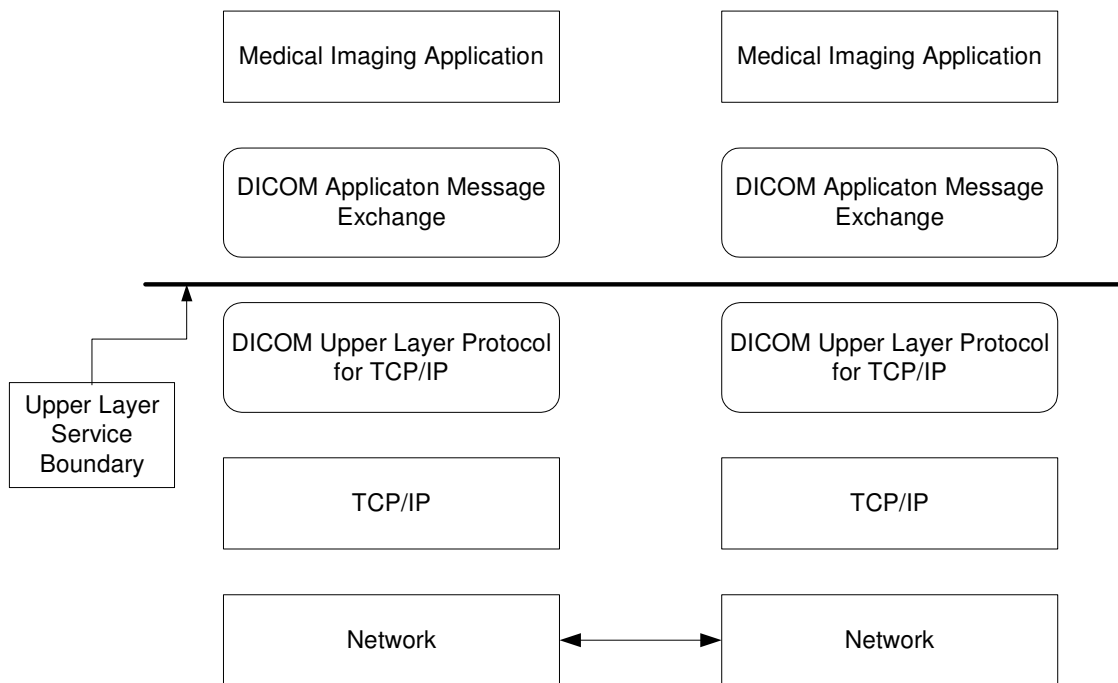 Medical Imaging Application
Medical Imaging Application
DICOM Applicaton Message
Exchange
DICOM Applicaton Message
Exchange
DICOM Upper Layer Protocol
for TCP/IP
DICOM Upper Layer Protocol
for TCP/IP
Upper Layer
Service
Boundary
TCP/IP
TCP/IP
Network
Network